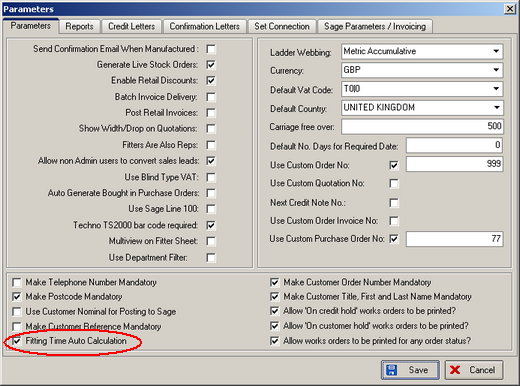 Parameters
Parameters
Reports
Credit Letters
Confirmation Letters
Set Connection
Sage Parameters / Invoicing
Send Confirmation Email When Manufactured :
Generate Live Stock Orders:
Enable Retail Discounts:
Batch Invoice Delivery:
Post Retail Invoices:
Show Width/Drop on Quotations:
Fitters Are Also Reps:
Allow non Admin users to convert sales leads:
Use Blind Type VAT:
Auto Generate Bought in Purchase Orders:
Use Sage Line 100:
Techno TS2000 bar code required:
Multiview on Fitter Sheet:
Use Department Filter:
Ladder Webbing: Metric Accumulative
Currency: GBP
Default Vat Code: T0|0
Default Country: UNITED KINGDOM
Carriage free over: 500
Default No. Days for Required Date: 0
Use Custom Order No: 999
Use Custom Quotation No:
Next Credit Note No.:
Use Custom Order Invoice No:
Use Custom Purchase Order No: 77
Make Telephone Number Mandatory
Make Postcode Mandatory
Use Customer Nominal for Posting to Sage
Make Customer Reference Mandatory
Fitting Time Auto Calculation
Make Customer Order Number Mandatory
Make Customer Title, First and Last Name Mandatory
Allow 'On credit hold' works orders to be printed?
Allow 'On customer hold' works orders to be printed?
Allow works orders to be printed for any order status?
Save
Cancel